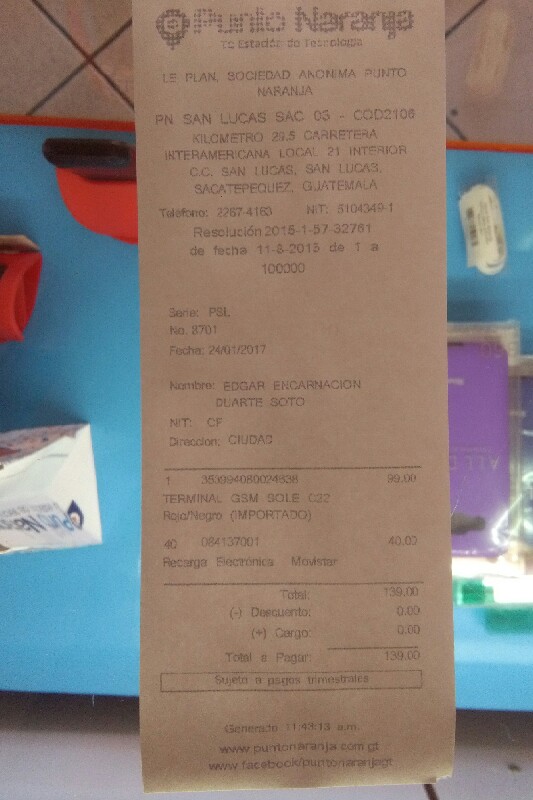 Punto Naranja
Tu Estación de Tecnología
LE PLAN, SOCIEDAD ANONIMA PUNTO
NARANJA
PN SAN LUCAS SAC 03 - COD2106
KILOMETRO 29.5 CARRETERA
INTERAMERICANA LOCAL 21 INTERIOR
C.C. SAN LUCAS, SAN LUCAS,
SACATEPEQUEZ, GUATEMALA
Teléfono: 2267-4163 NIT: 5104349-1
Resolución 2015-1-57-32761
de fecha 11-8-2015 de 1 a
100000
Serie: PSL
No. 8701
Fecha: 24/01/2017
Nombre: EDGAR ENCARNACION
DUARTE SOTO
NIT: CF
Direccion: CIUDAD
1 353994080024838 99.00
TERMINAL GSM SOLE C22
Rojo/Negro (IMPORTADO)
40 084137001 40.00
Recarga Electrónica Movistar
Total: 139.00
(-) Descuento: 0.00
(+) Cargo: 0.00
Total a Pagar: 139.00
Sujeto a pagos trimestrales
Generado 11:43:13 a.m.
www.puntonaranja.com.gt
www.facebook/puntonaranjagt